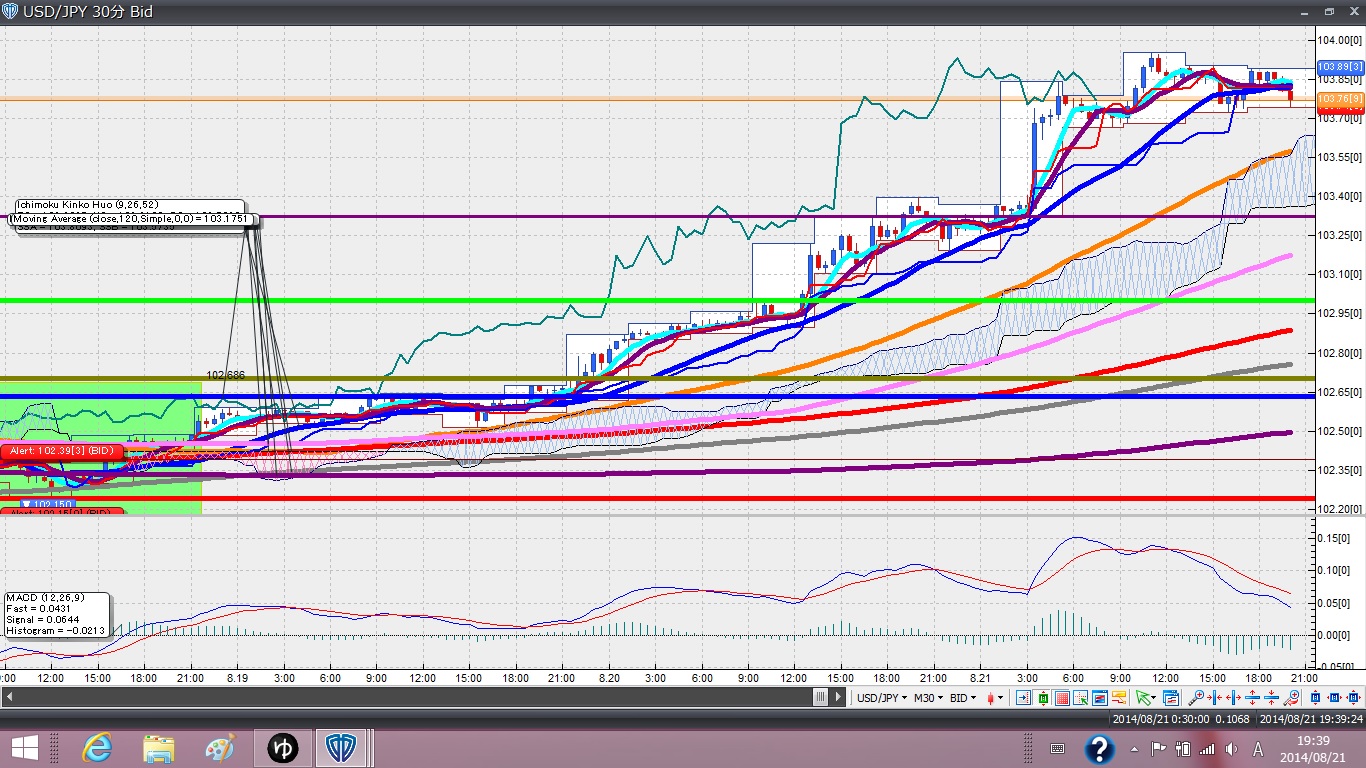 USD/JPY 30分 Bid
104.00[0]
103.89[3]
103.85[0]
103.76[9]
103.70[0]
103.55[0]
103.40[0]
103.25[0]
103.10[0]
102.95[0]
102.80[0]
102.65[0]
102.50[0]
102.35[0]
102.20[0]
Ichimoku Kinko Huo (9,26,52)
Moving Average (close,120,Simple,0,0) = 103.1751
102.686
Alert: 102.39[3] (BID)
102.150
Alert: 102.15[0] (BID)
0.15[0]
0.10[0]
0.05[0]
0.00[0]
-0.05[0]
MACD (12,26,9)
Fast = 0.0431
Signal = 0.0644
Histogram = -0.0213
:00 12:00 15:00 18:00 21:00 8.19 3:00 6:00 9:00 12:00 15:00 18:00 21:00 8.20 3:00 6:00 9:00 12:00 15:00 18:00 21:00 8.21 3:00 6:00 9:00 12:00 15:00 18:00 21:00
USD/JPY M30 BID
2014/08/21 0:30:00 0.1068 2014/08/21 19:39:24
ゆ
?
A
19:39
2014/08/21